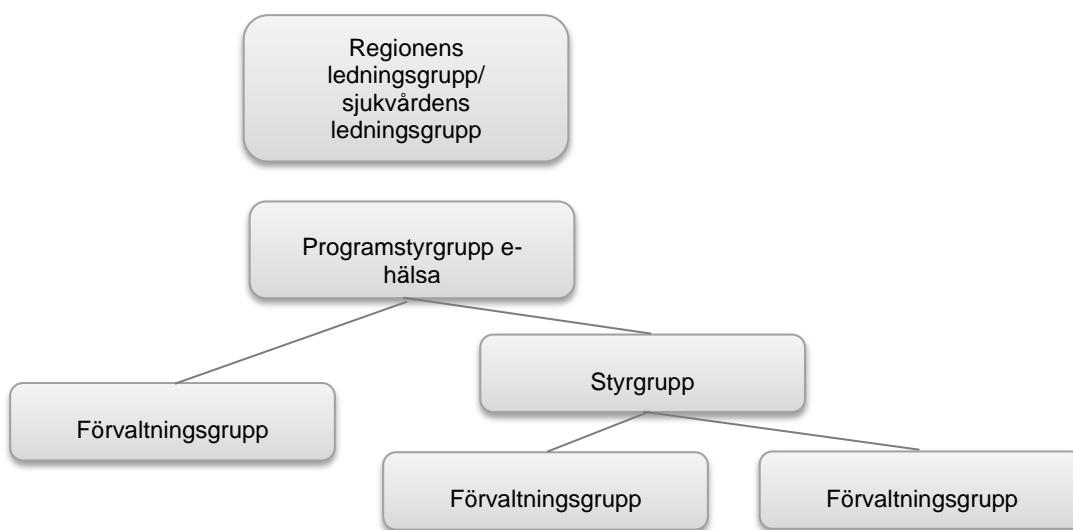 Regionens
ledningsgrupp/
sjukvårdens
ledningsgrupp
Programstyrgrupp e-
hälsa
Styrgrupp
Förvaltningsgrupp
Förvaltningsgrupp
Förvaltningsgrupp